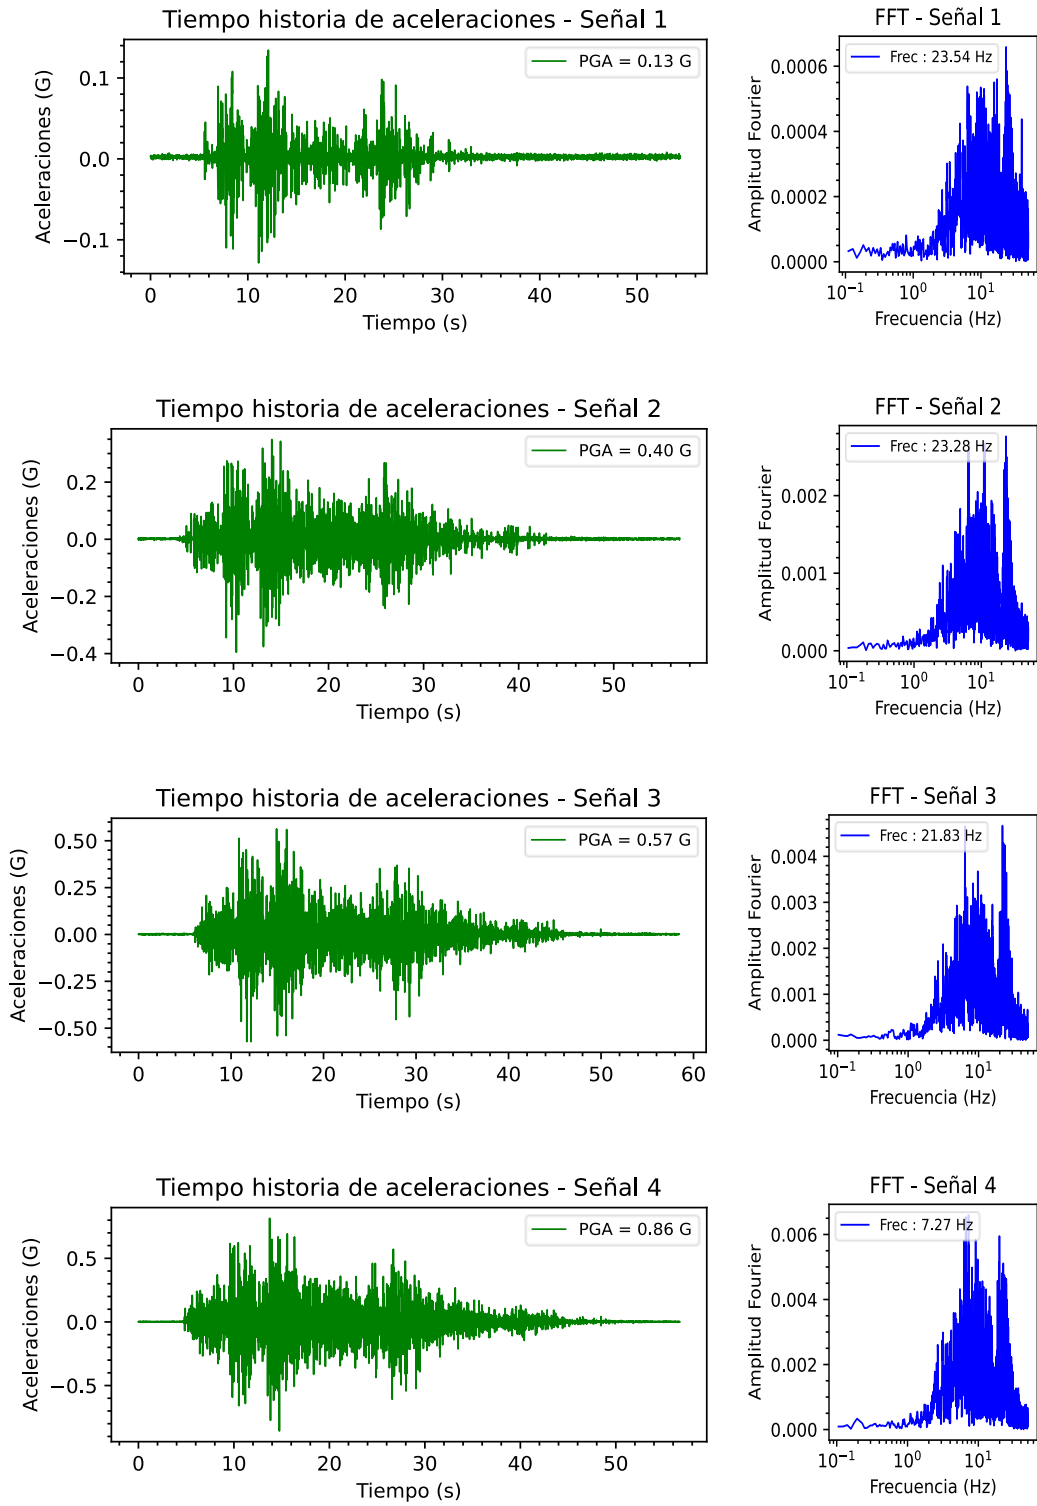 Tiempo historia de aceleraciones - Señal 1
FFT - Señal 1
PGA = 0.13 G
Frec : 23.54 Hz
Aceleraciones (G)
0.1
0.0
−0.1
0 10 20 30 40 50
Tiempo (s)
Amplitud Fourier
0.0006
0.0004
0.0002
0.0000
10⁻¹ 10⁰ 10¹
Frecuencia (Hz)
Tiempo historia de aceleraciones - Señal 2
FFT - Señal 2
PGA = 0.40 G
Frec : 23.28 Hz
Aceleraciones (G)
0.2
0.0
−0.2
−0.4
0 10 20 30 40 50
Tiempo (s)
Amplitud Fourier
0.002
0.001
0.000
10⁻¹ 10⁰ 10¹
Frecuencia (Hz)
Tiempo historia de aceleraciones - Señal 3
FFT - Señal 3
PGA = 0.57 G
Frec : 21.83 Hz
Aceleraciones (G)
0.50
0.25
0.00
−0.25
−0.50
0 10 20 30 40 50 60
Tiempo (s)
Amplitud Fourier
0.004
0.003
0.002
0.001
0.000
10⁻¹ 10⁰ 10¹
Frecuencia (Hz)
Tiempo historia de aceleraciones - Señal 4
FFT - Señal 4
PGA = 0.86 G
Frec : 7.27 Hz
Aceleraciones (G)
0.5
0.0
−0.5
0 10 20 30 40 50
Tiempo (s)
Amplitud Fourier
0.006
0.004
0.002
0.000
10⁻¹ 10⁰ 10¹
Frecuencia (Hz)